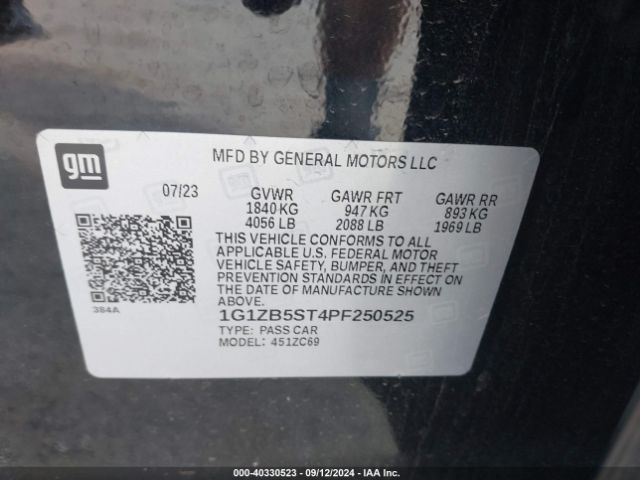 gm
MFD BY GENERAL MOTORS LLC
07/23 GVWR GAWR FRT GAWR RR
1840 KG 947 KG 893 KG
4056 LB 2088 LB 1969 LB
THIS VEHICLE CONFORMS TO ALL
APPLICABLE U.S. FEDERAL MOTOR
VEHICLE SAFETY, BUMPER, AND THEFT
PREVENTION STANDARDS IN EFFECT ON
THE DATE OF MANUFACTURE SHOWN
ABOVE.
384A
1G1ZB5ST4PF250525
TYPE: PASS CAR
MODEL: 451ZC69
000-40330523 - 09/12/2024 - IAA Inc.